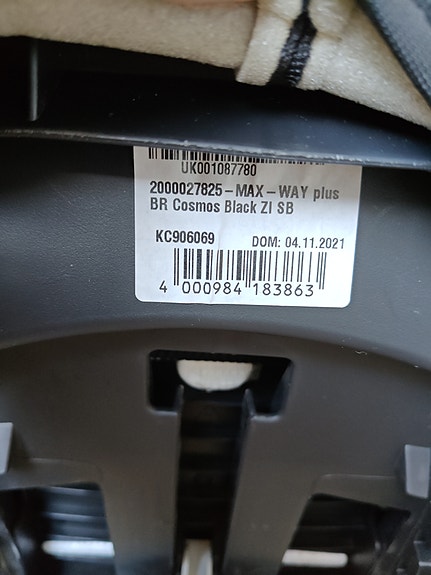 UK001087780
2000027825-MAX-WAY plus
BR Cosmos Black ZI SB
KC906069 DOM: 04.11.2021
4 000984 183863